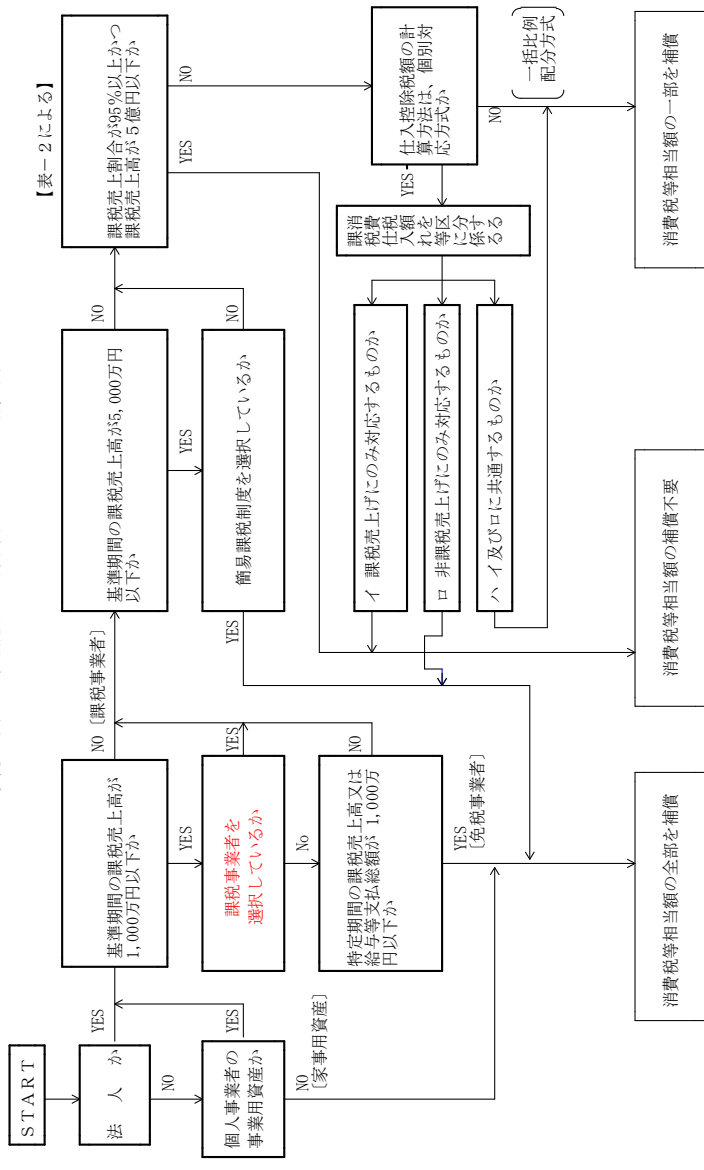 START
法 人 か
YES
NO
個人事業者の
事業用資産か
YES
NO
[家事用資産]
基準期間の課税売上高が
1,000万円以下か
NO
[課税事業者]
YES
課税事業者を
選択しているか
YES
No
特定期間の課税売上高又は
給与等支払総額が 1,000万
円以下か
NO
YES
[免税事業者]
基準期間の課税売上高が5,000万円
以下か
NO
YES
簡易課税制度を選択しているか
NO
YES
【表-2による】
課税売上割合が95%以上かつ
課税売上高が5億円以下か
NO
YES
仕入控除税額の計
算方法は、個別対
応方式か
YES
NO
一括比例
配分方式
課消
税費
仕税
入額
れを
等区
に分
係す
るる
イ 課税売上げにのみ対応するものか
ロ 非課税売上げにのみ対応するものか
ハ イ及びロに共通するものか
消費税等相当額の全部を補償
消費税等相当額の補償不要
消費税等相当額の一部を補償